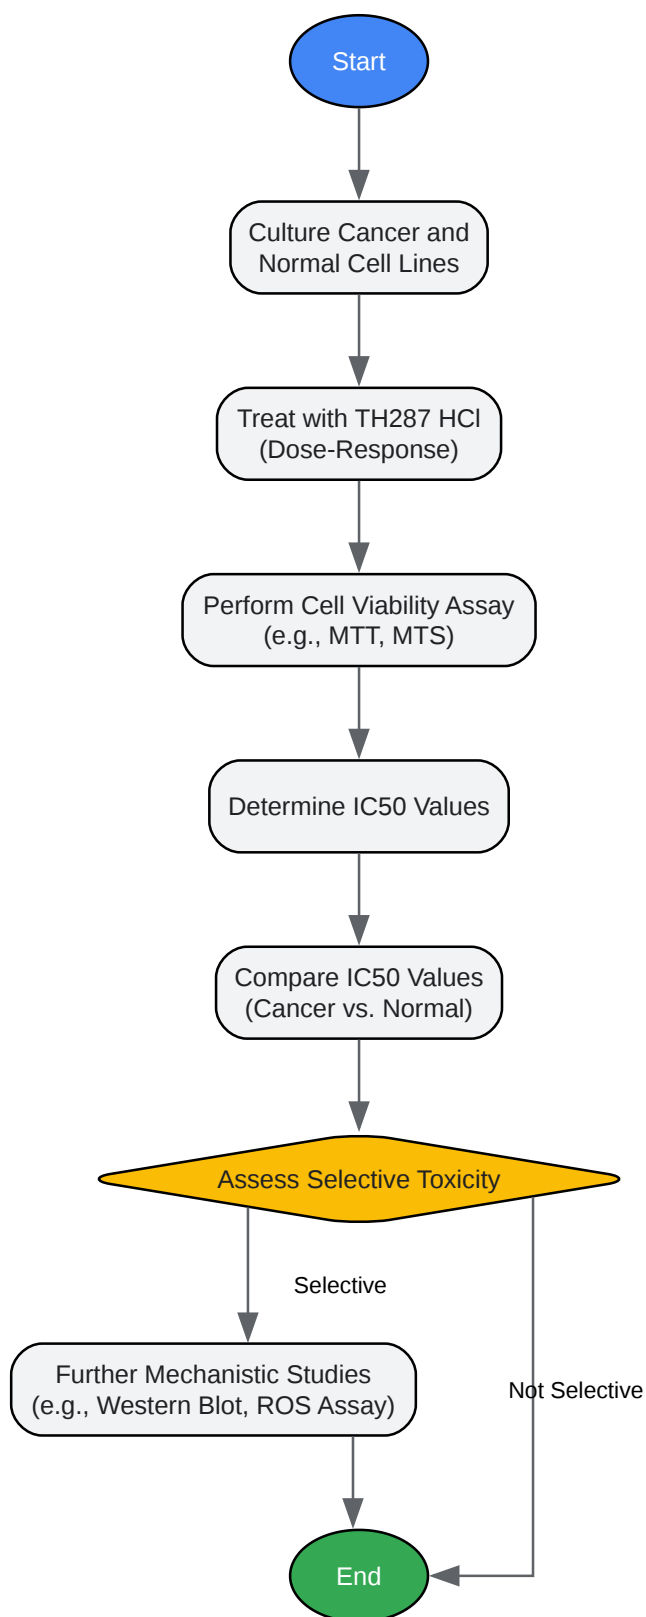 Start
Culture Cancer and
Normal Cell Lines
Treat with TH287 HCl
(Dose-Response)
Perform Cell Viability Assay
(e.g., MTT, MTS)
Determine IC50 Values
Compare IC50 Values
(Cancer vs. Normal)
Assess Selective Toxicity
Selective
Further Mechanistic Studies
(e.g., Western Blot, ROS Assay)
Not Selective
End